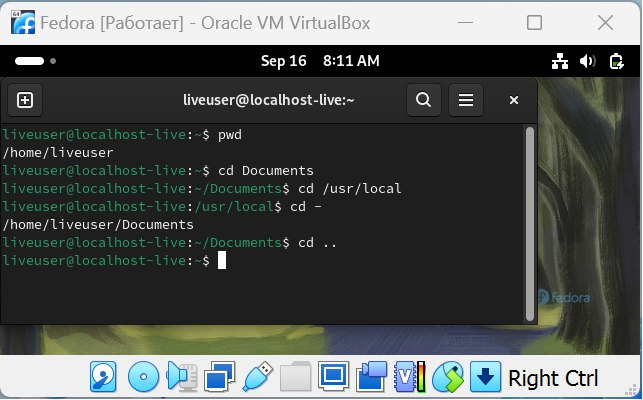 Fedora [Работает] - Oracle VM VirtualBox
Sep 16 8:11 AM
liveuser@localhost-live:~
liveuser@localhost-live:~$ pwd
/home/liveuser
liveuser@localhost-live:~$ cd Documents
liveuser@localhost-live:~/Documents$ cd /usr/local
liveuser@localhost-live:/usr/local$ cd -
/home/liveuser/Documents
liveuser@localhost-live:~/Documents$ cd ..
liveuser@localhost-live:~$
fedora
Right Ctrl